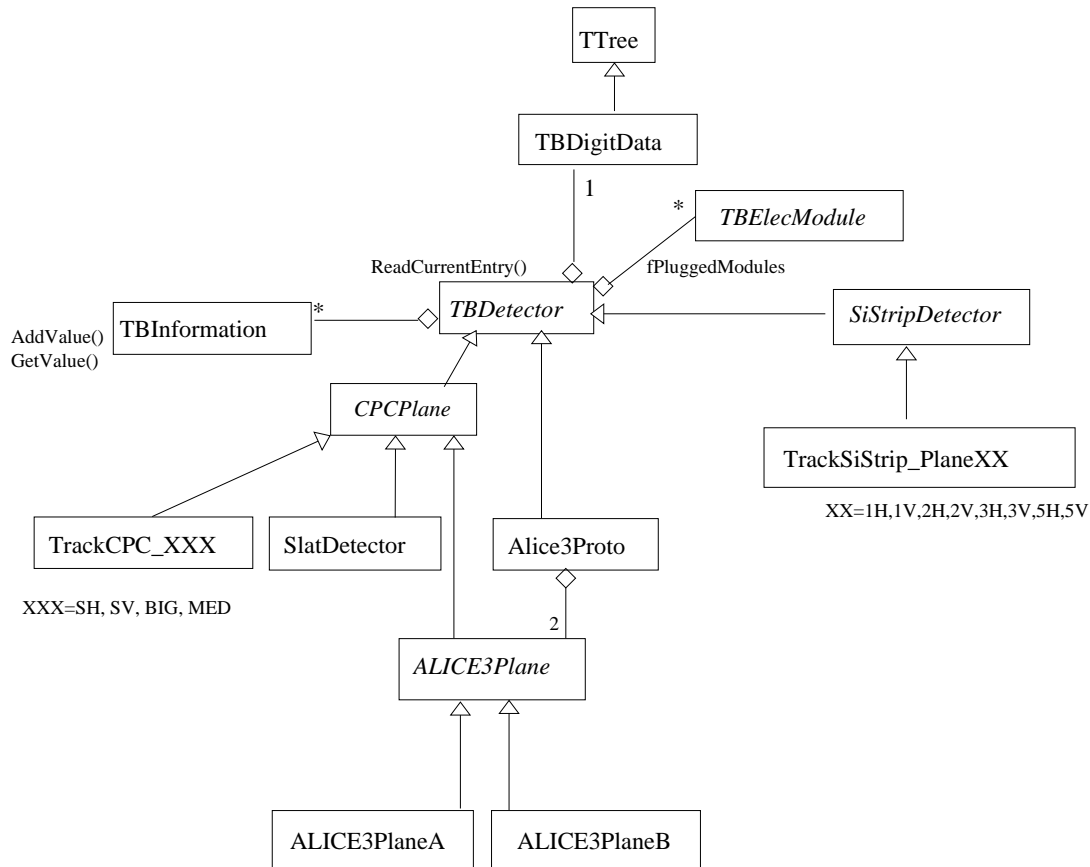 TTree
TBDigitData
1
*
TBElecModule
ReadCurrentEntry()
fPluggedModules
TBDetector
*
TBInformation
AddValue()
GetValue()
SiStripDetector
CPCPlane
TrackSiStrip_PlaneXX
XX=1H,1V,2H,2V,3H,3V,5H,5V
TrackCPC_XXX
SlatDetector
Alice3Proto
XXX=SH, SV, BIG, MED
2
ALICE3Plane
ALICE3PlaneA
ALICE3PlaneB